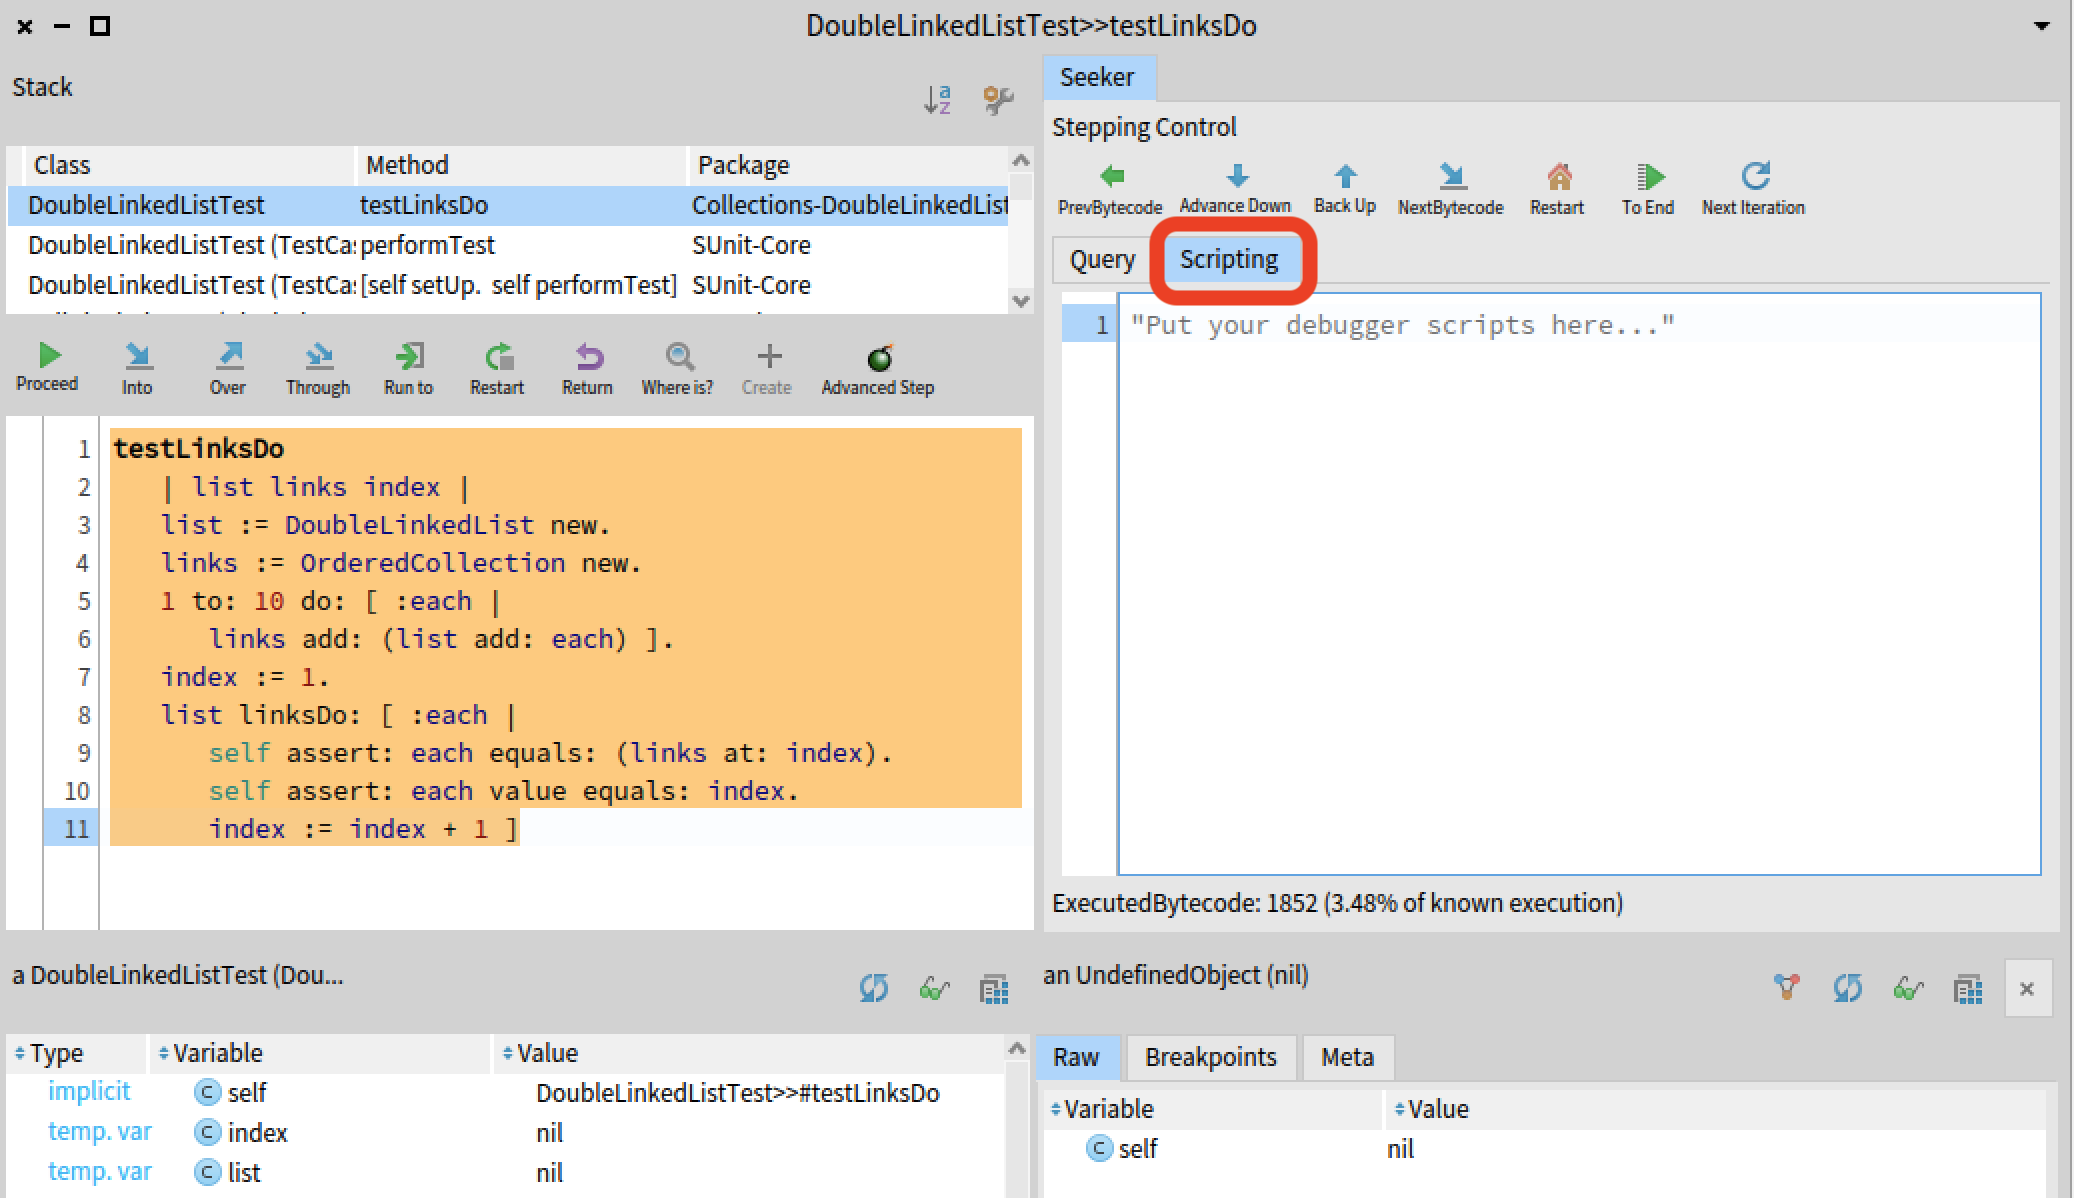 DoubleLinkedListTest>>testLinksDo
Stack
Class Method Package
DoubleLinkedListTest testLinksDo Collections-DoubleLinkedList
DoubleLinkedListTest (TestCa performTest SUnit-Core
DoubleLinkedListTest (TestCa [self setUp. self performTest] SUnit-Core
Proceed Into Over Through Run to Restart Return Where is? Create Advanced Step
1 testLinksDo
2 | list links index |
3 list := DoubleLinkedList new.
4 links := OrderedCollection new.
5 1 to: 10 do: [ :each |
6 links add: (list add: each) ].
7 index := 1.
8 list linksDo: [ :each |
9 self assert: each equals: (links at: index).
10 self assert: each value equals: index.
11 index := index + 1 ]
Seeker
Stepping Control
PrevBytecode Advance Down Back Up NextBytecode Restart To End Next Iteration
Query Scripting
1 "Put your debugger scripts here..."
ExecutedBytecode: 1852 (3.48% of known execution)
a DoubleLinkedListTest (Dou...
Type Variable Value
implicit self DoubleLinkedListTest>>#testLinksDo
temp. var index nil
temp. var list nil
an UndefinedObject (nil)
Raw Breakpoints Meta
Variable Value
self nil